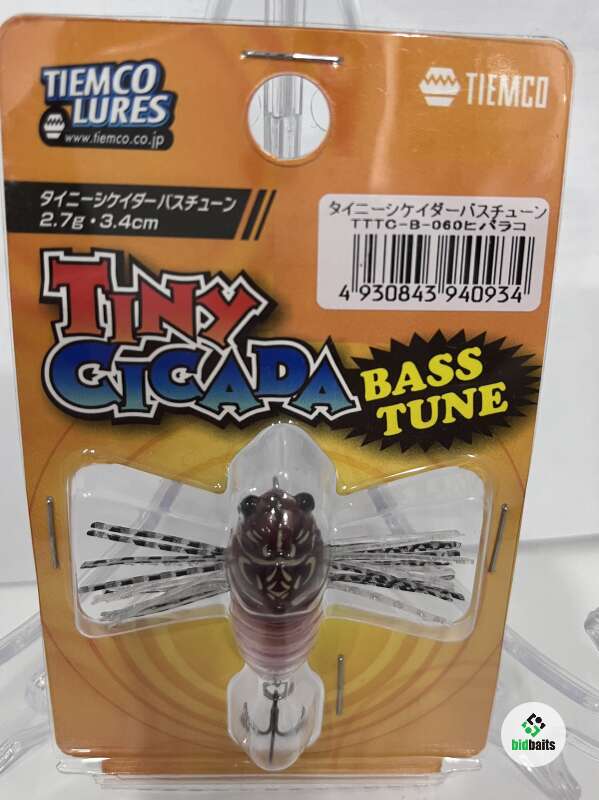 TIEMCO
LURES
www.tiemco.co.jp
TIEMCO
タイニーシケイダーバスチューン
2.7g・3.4cm
タイニーシケイダーバスチューン
TTTC-B-060ヒバラコ
4 930843 940934
TINY
CICADA
BASS
TUNE
bidbaits